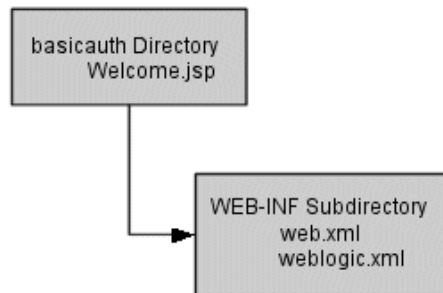 basicauth Directory
Welcome.jsp
WEB-INF Subdirectory
web.xml
weblogic.xml